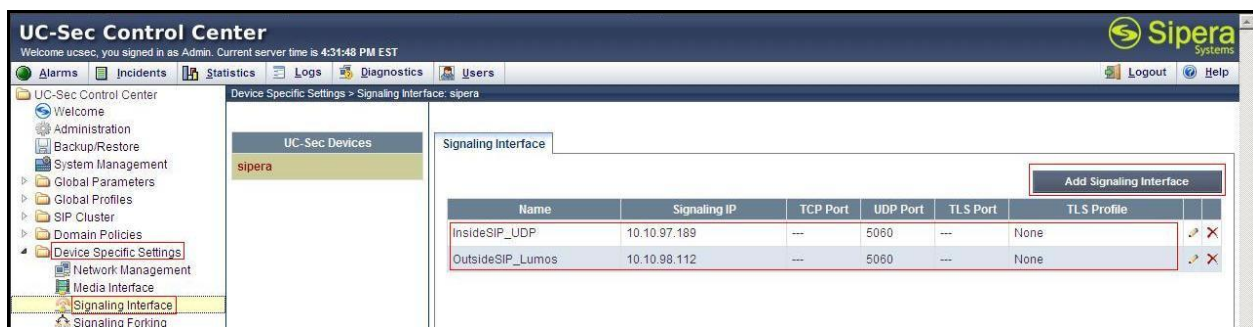 UC-Sec Control Center
Welcome ucsec, you signed in as Admin. Current server time is 4:31:48 PM EST
Sipera
Systems
Alarms Incidents Statistics Logs Diagnostics Users Logout Help
UC-Sec Control Center
Welcome
Administration
Backup/Restore
System Management
Global Parameters
Global Profiles
SIP Cluster
Domain Policies
Device Specific Settings
Network Management
Media Interface
Signaling Interface
Signaling Forking
Device Specific Settings > Signaling Interface: sipera
UC-Sec Devices
sipera
Signaling Interface
Add Signaling Interface
Name Signaling IP TCP Port UDP Port TLS Port TLS Profile
InsideSIP_UDP 10.10.97.189 --- 5060 --- None
OutsideSIP_Lumos 10.10.98.112 --- 5060 --- None